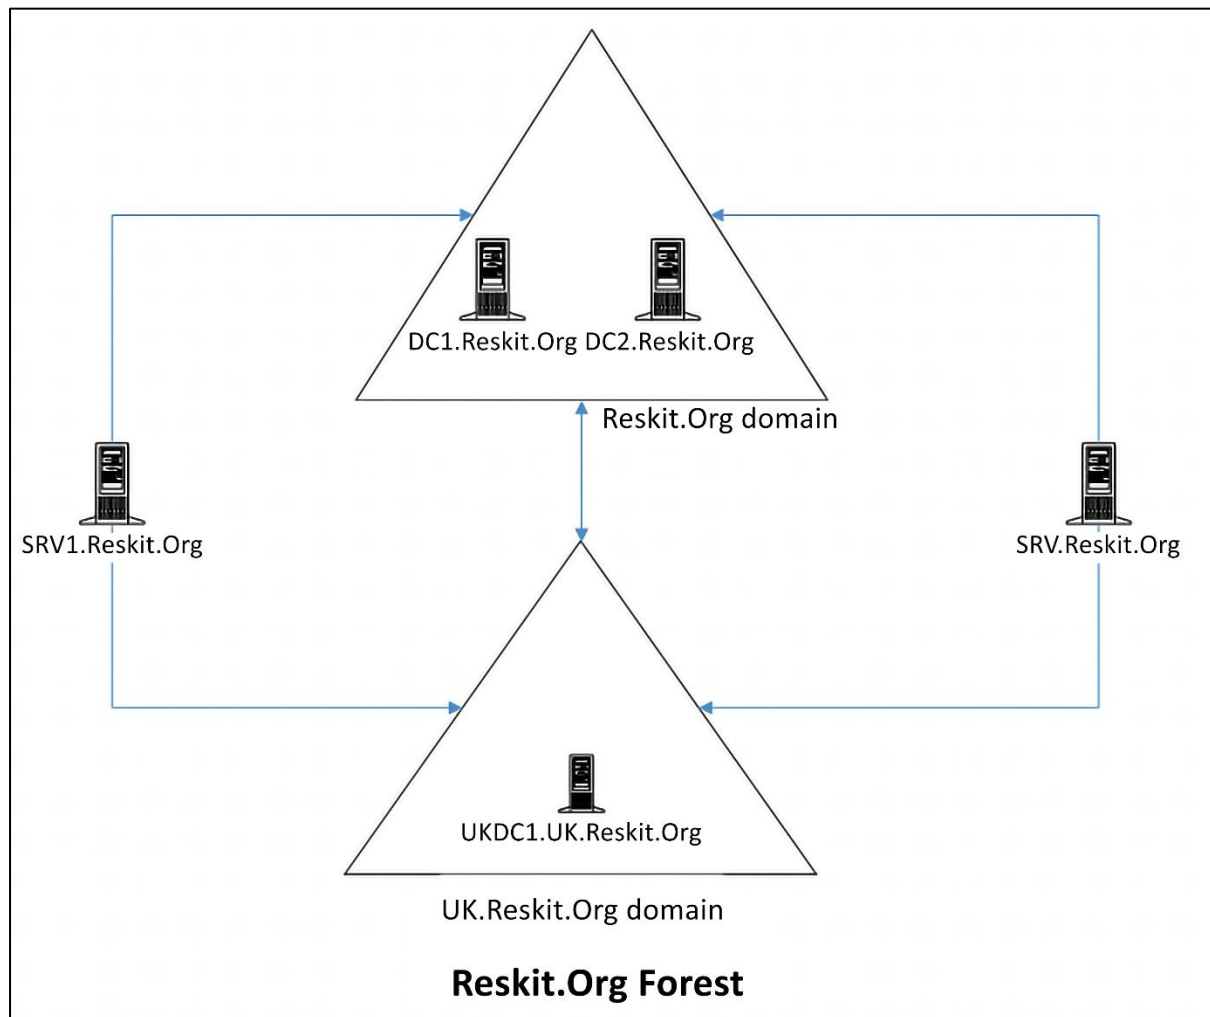 DC1.Reskit.Org DC2.Reskit.Org
Reskit.Org domain
SRV1.Reskit.Org
SRV.Reskit.Org
UKDC1.UK.Reskit.Org
UK.Reskit.Org domain
Reskit.Org Forest